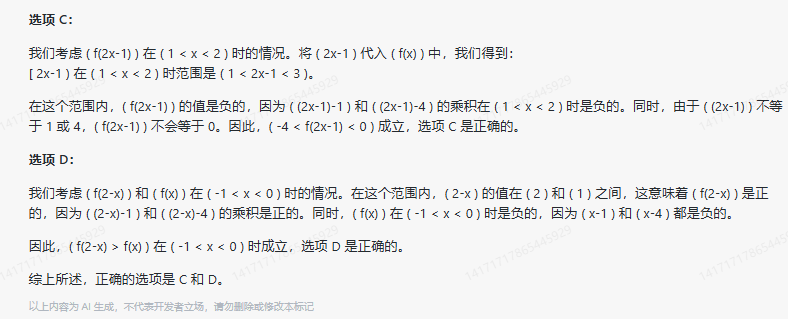 选项 C：
我们考虑 ( f(2x-1) ) 在 ( 1 < x < 2 ) 时的情况。将 ( 2x-1 ) 代入 ( f(x) ) 中，我们得到：
[ 2x-1 ) 在 ( 1 < x < 2 ) 时范围是 ( 1 < 2x-1 < 3 )。
在这个范围内，( f(2x-1) ) 的值是负的，因为 ( (2x-1)-1 ) 和 ( (2x-1)-4 ) 的乘积在 ( 1 < x < 2 ) 时是负的。同时，由于 ( (2x-1) ) 不等
于 1 或 4，( f(2x-1) ) 不会等于 0。因此，( -4 < f(2x-1) < 0 ) 成立，选项 C 是正确的。
选项 D：
我们考虑 ( f(2-x) ) 和 ( f(x) ) 在 ( -1 < x < 0 ) 时的情况。在这个范围内，( 2-x ) 的值在 ( 2 ) 和 ( 1 ) 之间，这意味着 ( f(2-x) ) 是正
的，因为 ( (2-x)-1 ) 和 ( (2-x)-4 ) 的乘积是正的。同时，( f(x) ) 在 ( -1 < x < 0 ) 时是负的，因为 ( x-1 ) 和 ( x-4 ) 都是负的。
因此，( f(2-x) > f(x) ) 在 ( -1 < x < 0 ) 时成立，选项 D 是正确的。
综上所述，正确的选项是 C 和 D。
以上内容为 AI 生成，不代表开发者立场，请勿删除或修改本标记